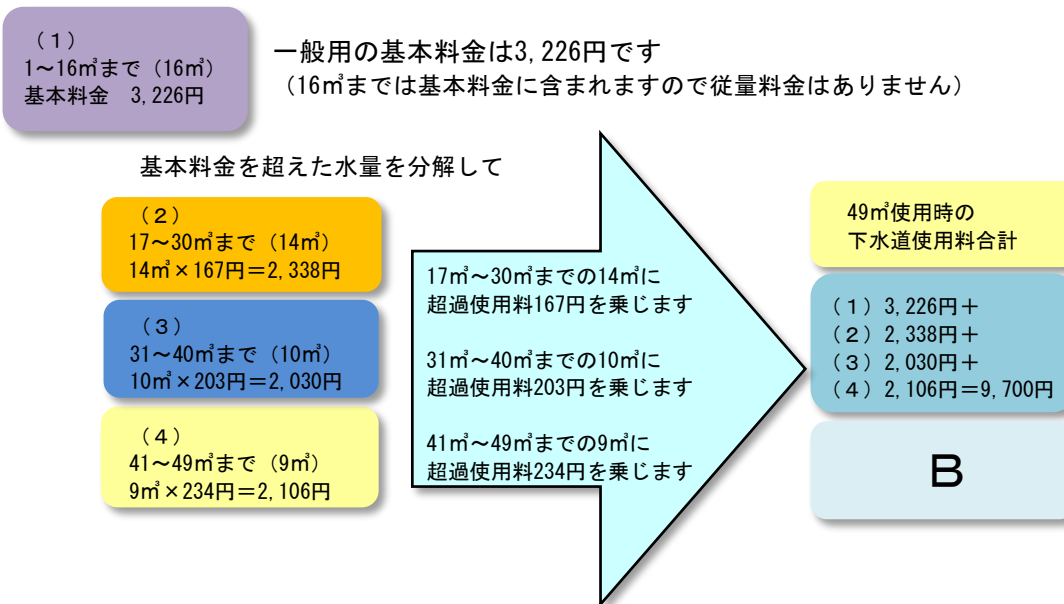 （１）
1～16㎥まで（16㎥）
基本料金　3,226円
一般用の基本料金は3,226円です
（16㎥までは基本料金に含まれますので従量料金はありません）
基本料金を超えた水量を分解して
（２）
17～30㎥まで（14㎥）
14㎥×167円＝2,338円
（３）
31～40㎥まで（10㎥）
10㎥×203円＝2,030円
（４）
41～49㎥まで（9㎥）
9㎥×234円＝2,106円
17㎥～30㎥までの14㎥に
超過使用料167円を乗じます
31㎥～40㎥までの10㎥に
超過使用料203円を乗じます
41㎥～49㎥までの9㎥に
超過使用料234円を乗じます
49㎥使用時の
下水道使用料合計
（１）3,226円＋
（２）2,338円＋
（３）2,030円＋
（４）2,106円＝9,700円
Ｂ